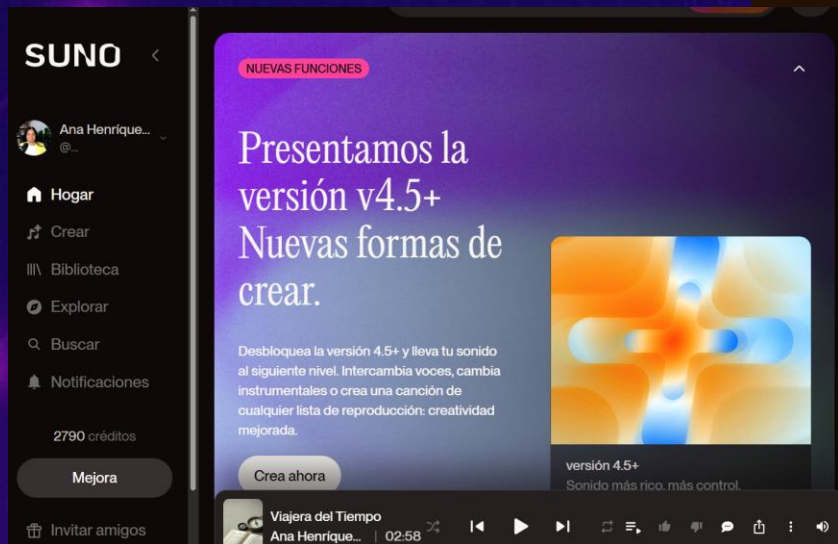 SUNO
Ana Henríque...
@...
Hogar
Crear
Biblioteca
Explorar
Buscar
Notificaciones
2790 créditos
Mejora
Invitar amigos
NUEVAS FUNCIONES
Presentamos la
versión v4.5+
Nuevas formas de
crear.
Desbloquea la versión 4.5+ y lleva tu sonido
al siguiente nivel. Intercambia voces, cambia
instrumentales o crea una canción de
cualquier lista de reproducción: creatividad
mejorada.
Crea ahora
versión 4.5+
Sonido más rico, más control.
Viajera del Tiempo
Ana Henríque... | 02:58